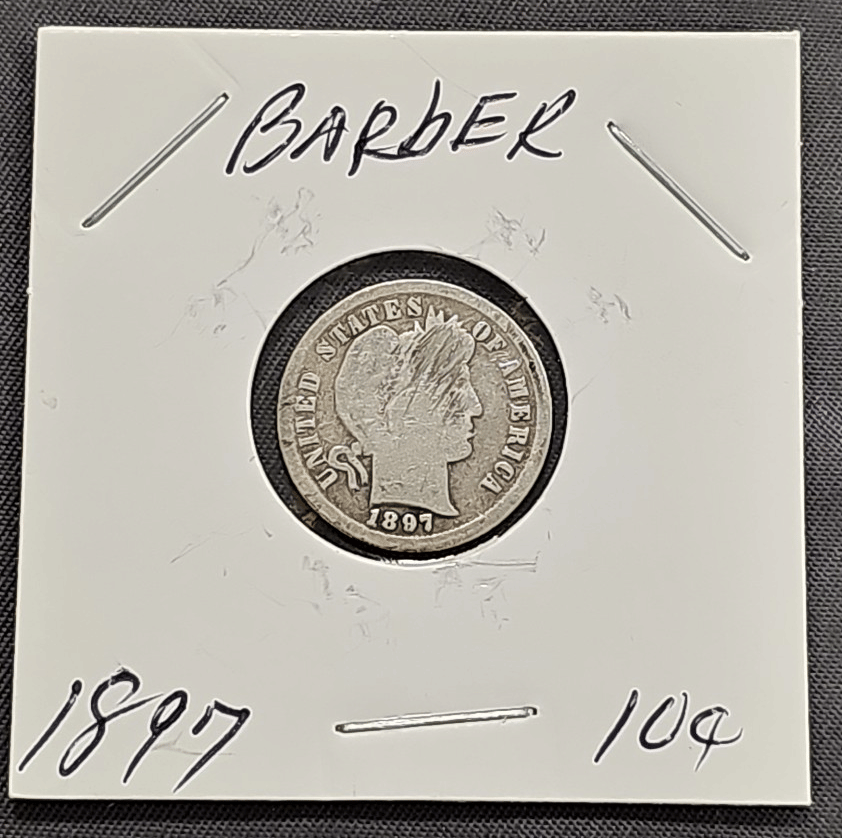 BARbER
UNITED STATES OF AMERICA
1897
1897 10¢